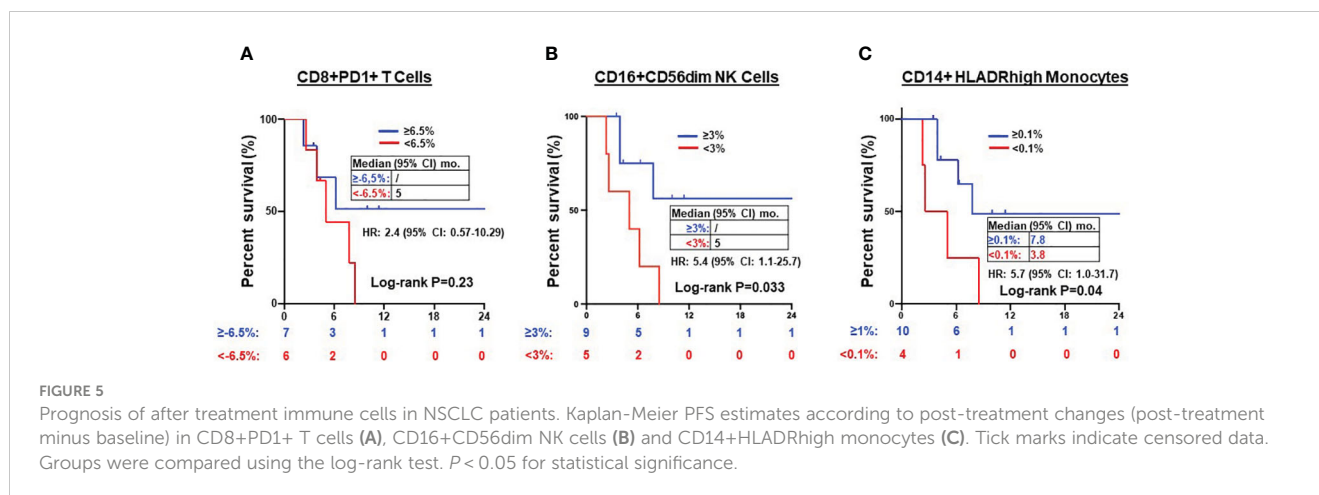 A
CD8+PD1+ T Cells
Percent survival (%)
100
50
0
≥6.5%
<6.5%
Median (95% CI) mo.
≥-6,5%: /
<-6.5%: 5
HR: 2.4 (95% CI: 0.57-10.29)
Log-rank P=0.23
0 6 12 18 24
≥-6.5%: 7 3 1 1 1
<-6.5%: 6 2 0 0 0
B
CD16+CD56dim NK Cells
Percent survival (%)
100
50
0
≥3%
<3%
Median (95% CI) mo.
≥3%: /
<3%: 5
HR: 5.4 (95% CI: 1.1-25.7)
Log-rank P=0.033
0 6 12 18 24
≥3%: 9 5 1 1 1
<3%: 5 2 0 0 0
C
CD14+ HLADRhigh Monocytes
Percent survival (%)
100
50
0
≥0.1%
<0.1%
Median (95% CI) mo.
≥0.1%: 7.8
<0.1%: 3.8
HR: 5.7 (95% CI: 1.0-31.7)
Log-rank P=0.04
0 6 12 18 24
≥1%: 10 6 1 1 1
<0.1%: 4 1 0 0 0
FIGURE 5
Prognosis of after treatment immune cells in NSCLC patients. Kaplan-Meier PFS estimates according to post-treatment changes (post-treatment
minus baseline) in CD8+PD1+ T cells (A), CD16+CD56dim NK cells (B) and CD14+HLADRhigh monocytes (C). Tick marks indicate censored data.
Groups were compared using the log-rank test. P < 0.05 for statistical significance.